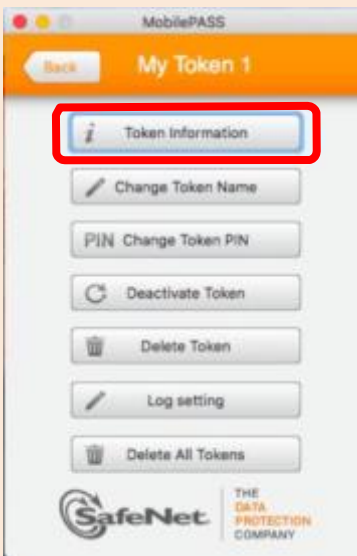 MobilePASS
Back
My Token 1
i Token Information
Change Token Name
PIN Change Token PIN
Deactivate Token
Delete Token
Log setting
Delete All Tokens
SafeNet
THE
DATA
PROTECTION
COMPANY